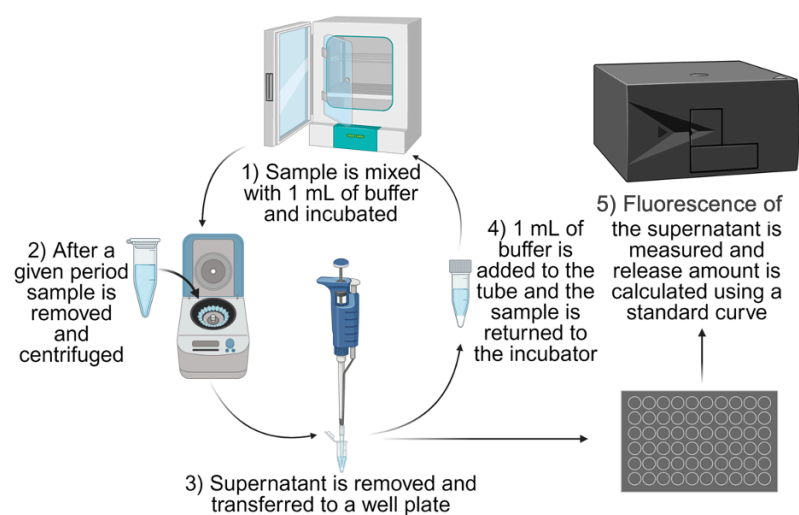 1) Sample is mixed
with 1 mL of buffer
and incubated
2) After a
given period
sample is
removed
and
centrifuged
3) Supernatant is removed and
transferred to a well plate
4) 1 mL of
buffer is
added to the
tube and the
sample is
returned to
the incubator
5) Fluorescence of
the supernatant is
measured and
release amount is
calculated using a
standard curve